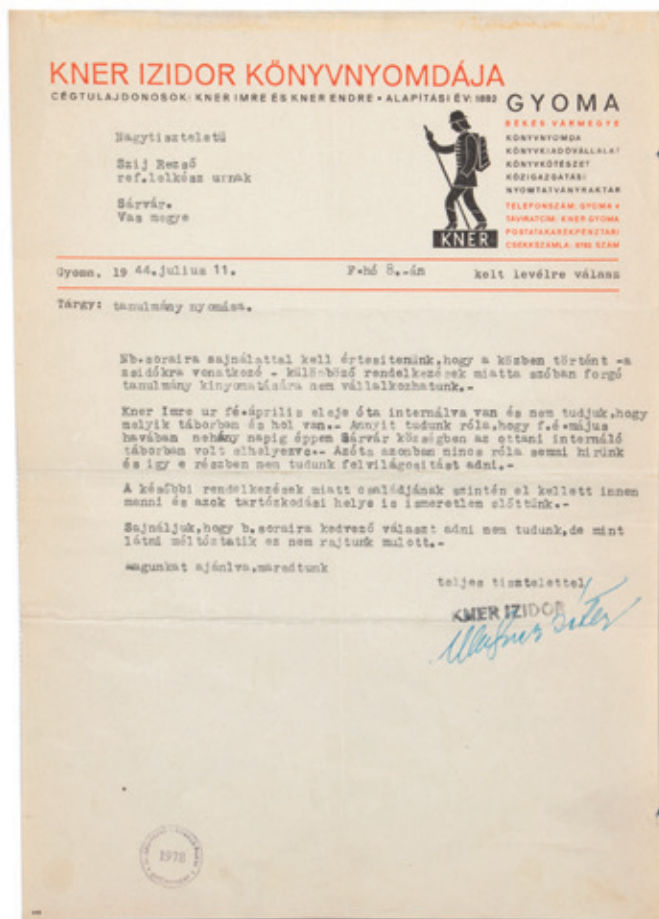 KNER IZIDOR KÖNYVNYOMDÁJA
CÉGTULAJDONOSOK: KNER IMRE ÉS KNER ENDRE • ALAPÍTÁSI ÉV: 1882
GYOMA
BÉKÉS VÁRMEGYE
KÖNYVNYOMDA
KÖNYVKIADÓVÁLLALAT
KÖNYVKÖTÉSZET
KÖZIGAZGATÁSI
NYOMTATVÁNYRAKTÁR
TELEFONSZÁM: GYOMA
TÁVIRATCIM: KNER GYOMA
POSTATAKARÉKPÉNZTÁRI
CSEKKSZÁMLA: SZÁM
KNER
Nagytiszteletű
Szij Rezső
ref.lelkész urnak
Sárvár.
Vas megye
Gyoma, 19 44.julius 11. F.hó 8.-án kelt levélre válasz
Tárgy: tanulmány nyomása.
Nb.soraira sajnálattal kell értesitenünk,hogy a közben történt -a
zsidókra vonatkozó - különböző rendelkezések miatta szóban forgó
tanulmány kinyomatására nem vállalkozhatunk.-
Kner Imre ur fé.április eleje óta internálva van és nem tudjuk,hogy
melyik táborban és hol van.- Annyit tudunk róla,hogy f.é.május
havában néhány napig éppen Sárvár községben az ottani internáló
táborban volt elhelyezve.- Azóta azonban nincs róla semmi hirünk
és igy e részben nem tudunk felvilágositást adni.-
A későbbi rendelkezések miatt családjának szintén el kellett innen
menni és azok tartózkodási helye is ismeretlen előttünk.-
Sajnáljuk,hogy b.soraira kedvező választ adni nem tudunk,de mint
látni méltóztatik ez nem rajtunk mulott.-
magunkat ajánlva,maradtunk
teljes tisztelettel
KNER IZIDOR
1978